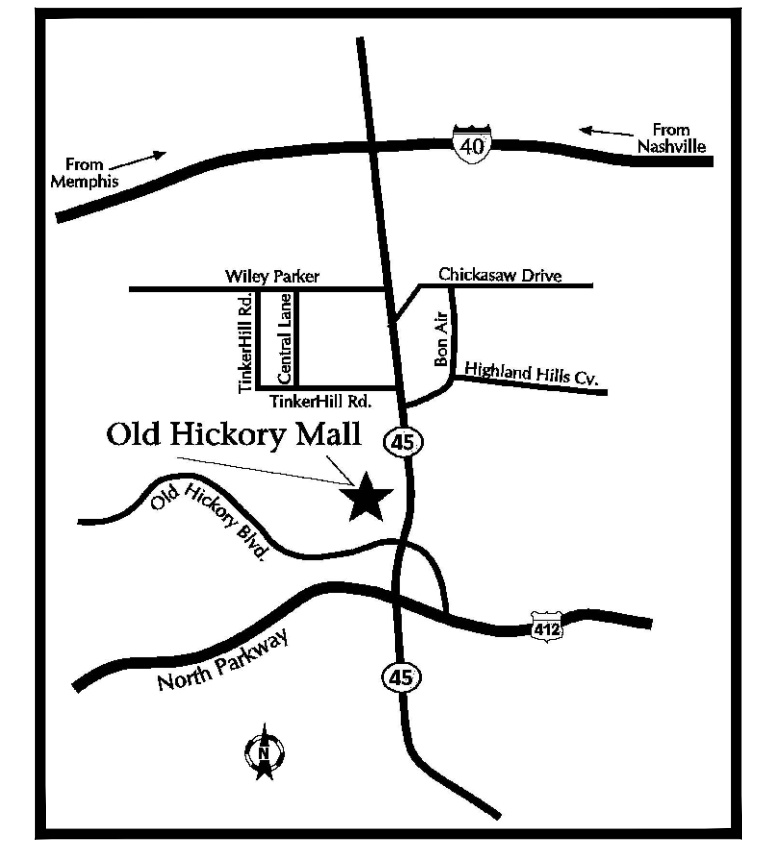 From
Memphis
40
From
Nashville
Wiley Parker
Chickasaw Drive
TinkerHill Rd.
Central Lane
Bon Air
Highland Hills Cv.
TinkerHill Rd.
Old Hickory Mall
45
Old Hickory Blvd.
412
North Parkway
45
N